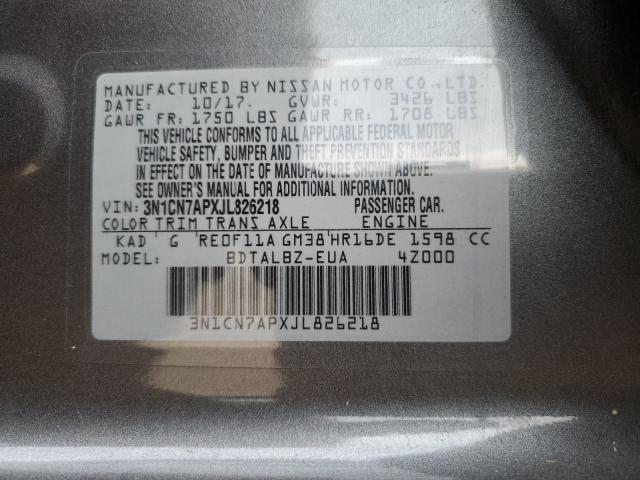 MANUFACTURED BY NISSAN MOTOR CO., LTD.
DATE: 10/17. GVWR: 3426 LBS
GAWR FR: 1750 LBS GAWR RR: 1708 LBS
THIS VEHICLE CONFORMS TO ALL APPLICABLE FEDERAL MOTOR
VEHICLE SAFETY, BUMPER AND THEFT PREVENTION STANDARDS
IN EFFECT ON THE DATE OF MANUFACTURE SHOWN ABOVE.
SEE OWNER'S MANUAL FOR ADDITIONAL INFORMATION.
VIN: 3N1CN7APXJL826218 PASSENGER CAR.
COLOR TRIM TRANS AXLE ENGINE
KAD G RE0F11A GM38 HR16DE 1598 CC
MODEL: BDTALBZ-EUA 4Z000
3N1CN7APXJL826218